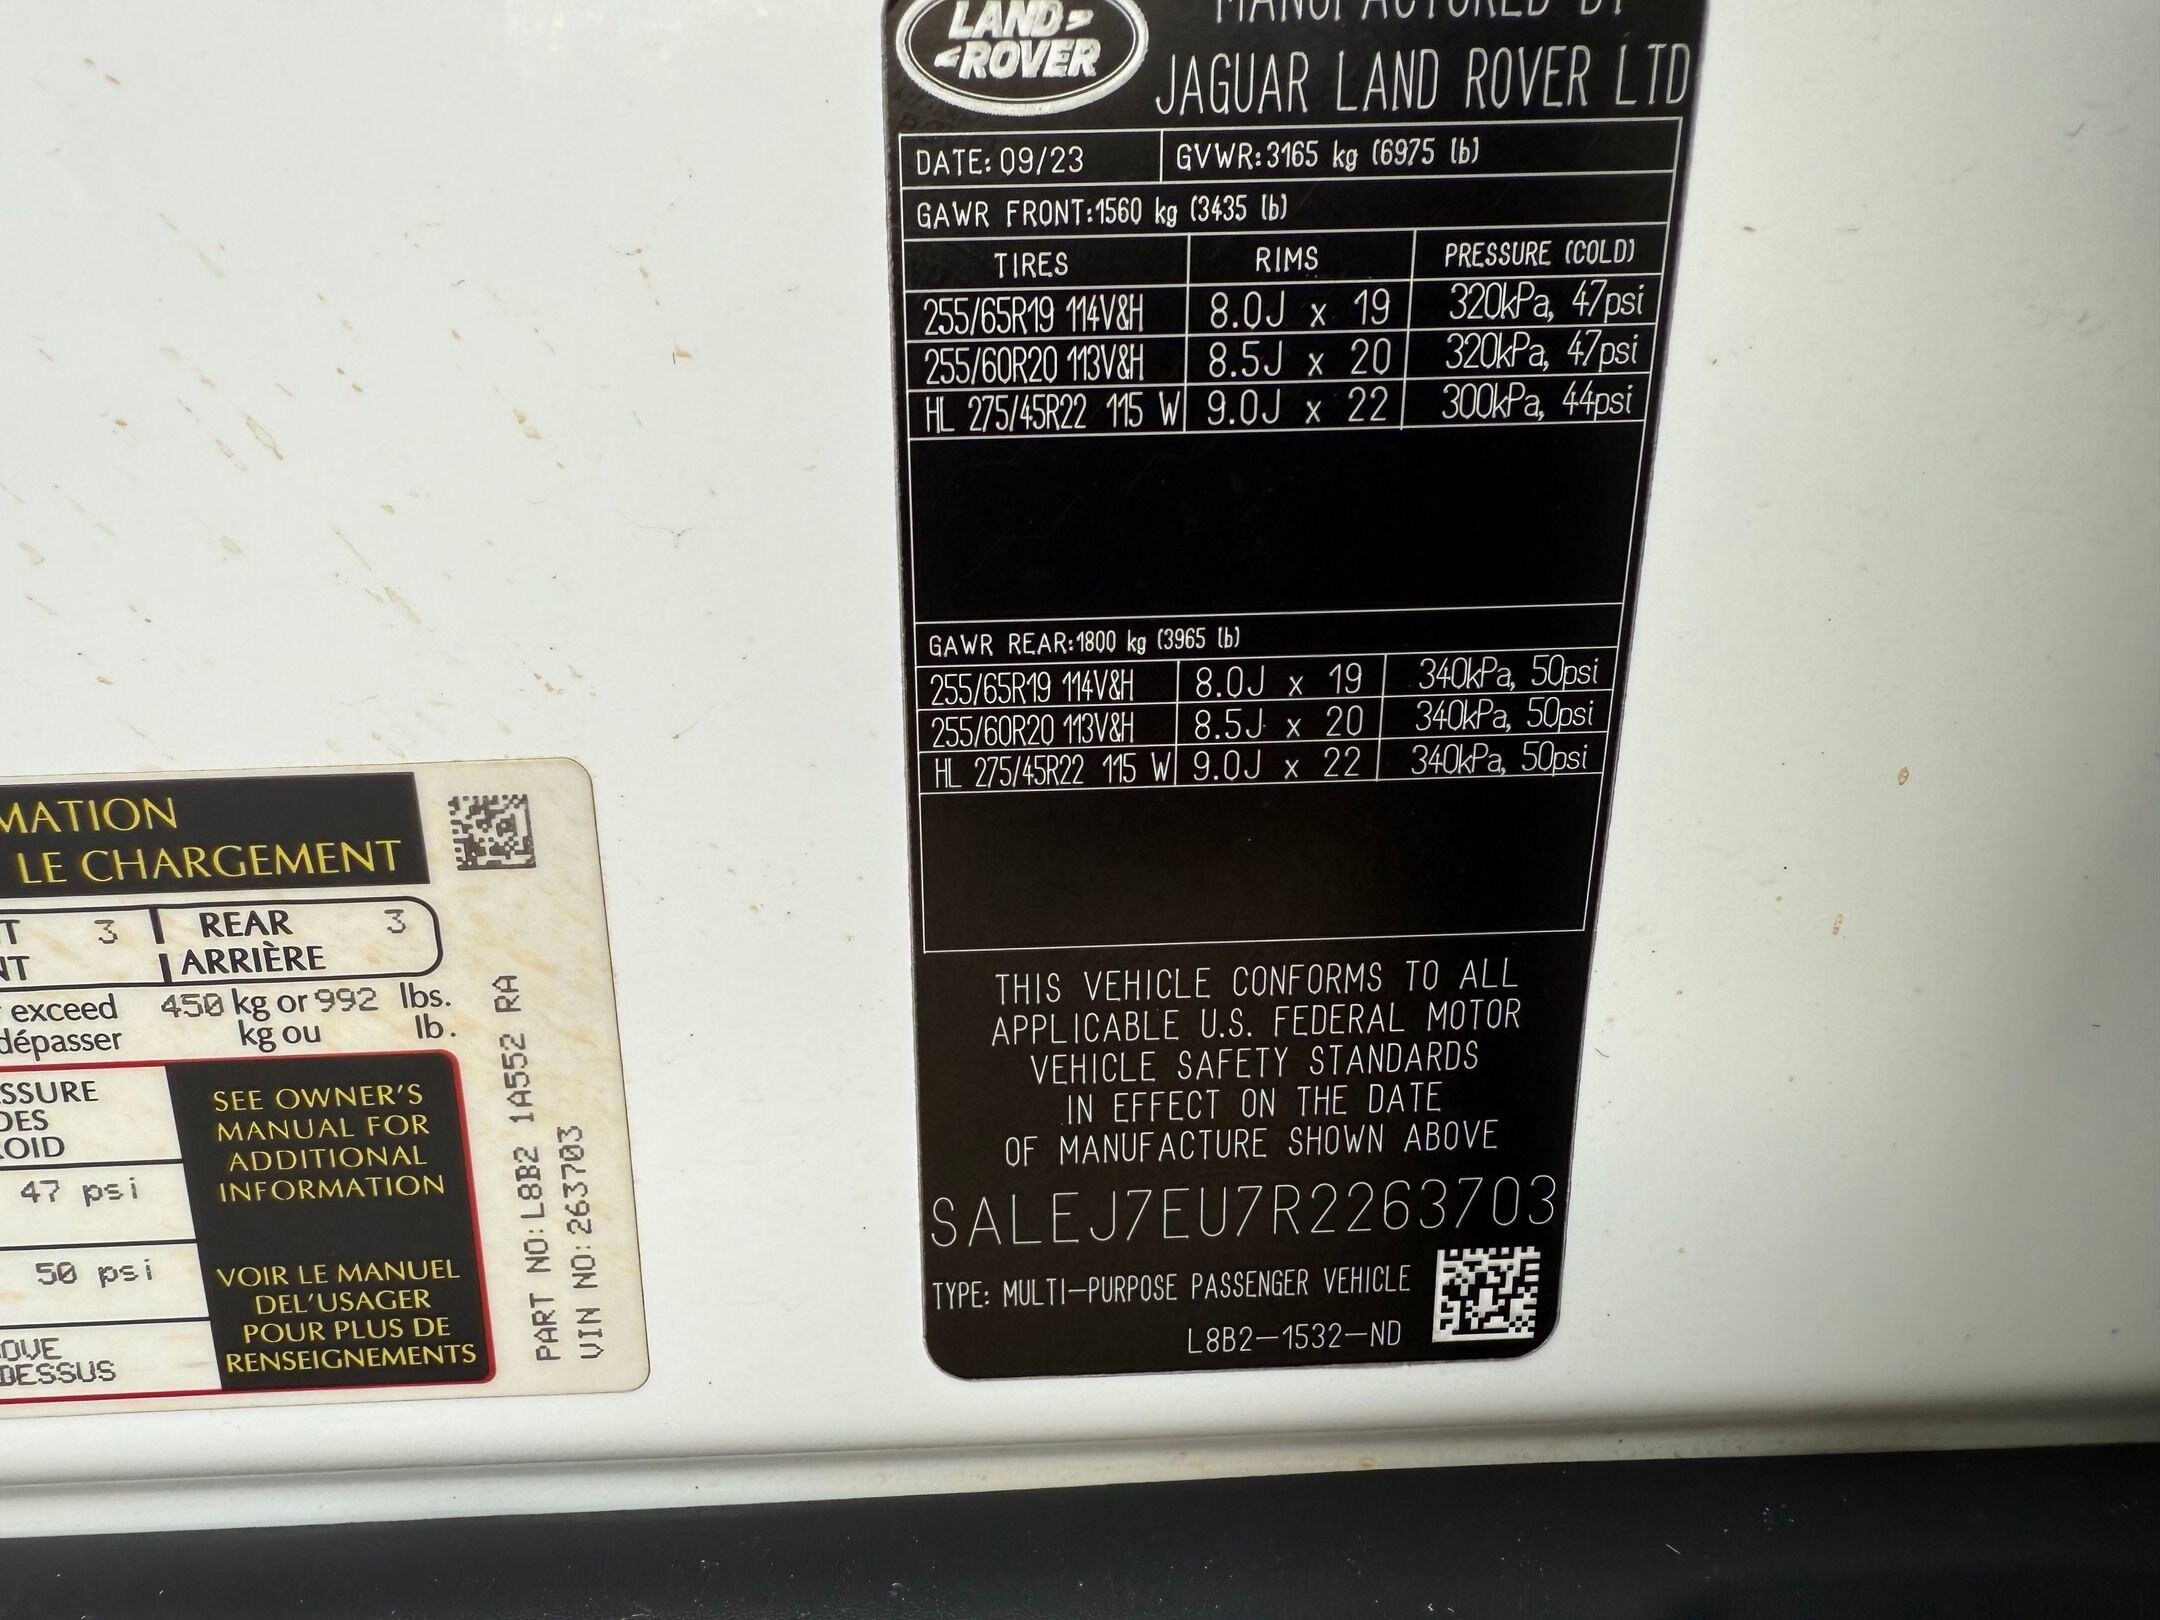 LAND
ROVER
MANUFACTURED BY
JAGUAR LAND ROVER LTD
DATE: 09/23 GVWR:3165 kg (6975 lb)
GAWR FRONT:1560 kg (3435 lb)
TIRES RIMS PRESSURE (COLD)
255/65R19 114V&H 8.0J x 19 320kPa, 47psi
255/60R20 113V&H 8.5J x 20 320kPa, 47psi
HL 275/45R22 115 W 9.0J x 22 300kPa, 44psi
GAWR REAR:1800 kg (3965 lb)
255/65R19 114V&H 8.0J x 19 340kPa, 50psi
255/60R20 113V&H 8.5J x 20 340kPa, 50psi
HL 275/45R22 115 W 9.0J x 22 340kPa, 50psi
THIS VEHICLE CONFORMS TO ALL
APPLICABLE U.S. FEDERAL MOTOR
VEHICLE SAFETY STANDARDS
IN EFFECT ON THE DATE
OF MANUFACTURE SHOWN ABOVE
SALEJ7EU7R2263703
TYPE: MULTI-PURPOSE PASSENGER VEHICLE
L8B2-1532-ND
MATION
LE CHARGEMENT
T 3 REAR 3
NT ARRIÈRE
exceed 450 kg or 992 lbs.
dépasser kg ou lb.
SSURE
DES
OID
47 psi
50 psi
OVE
DESSUS
SEE OWNER'S
MANUAL FOR
ADDITIONAL
INFORMATION
VOIR LE MANUEL
DEL'USAGER
POUR PLUS DE
RENSEIGNEMENTS
PART NO:L8B2 1A552 RA
VIN NO:263703